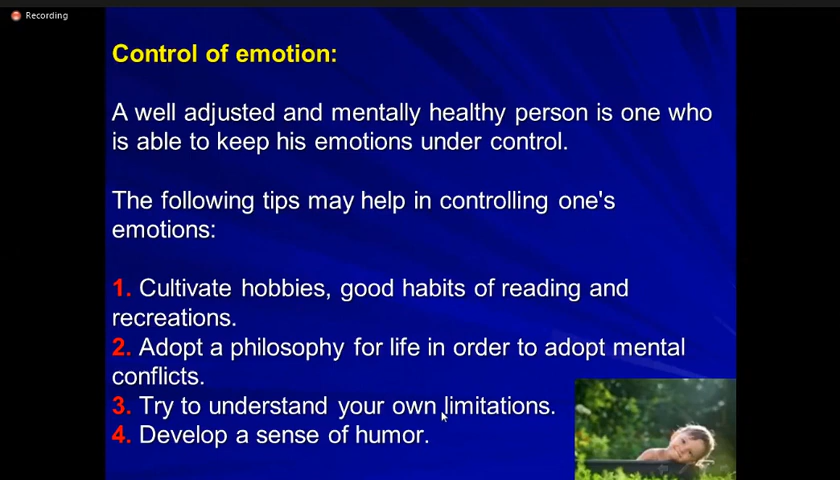 Recording
Control of emotion:
A well adjusted and mentally healthy person is one who
is able to keep his emotions under control.
The following tips may help in controlling one's
emotions:
1. Cultivate hobbies, good habits of reading and
recreations.
2. Adopt a philosophy for life in order to adopt mental
conflicts.
3. Try to understand your own limitations.
4. Develop a sense of humor.